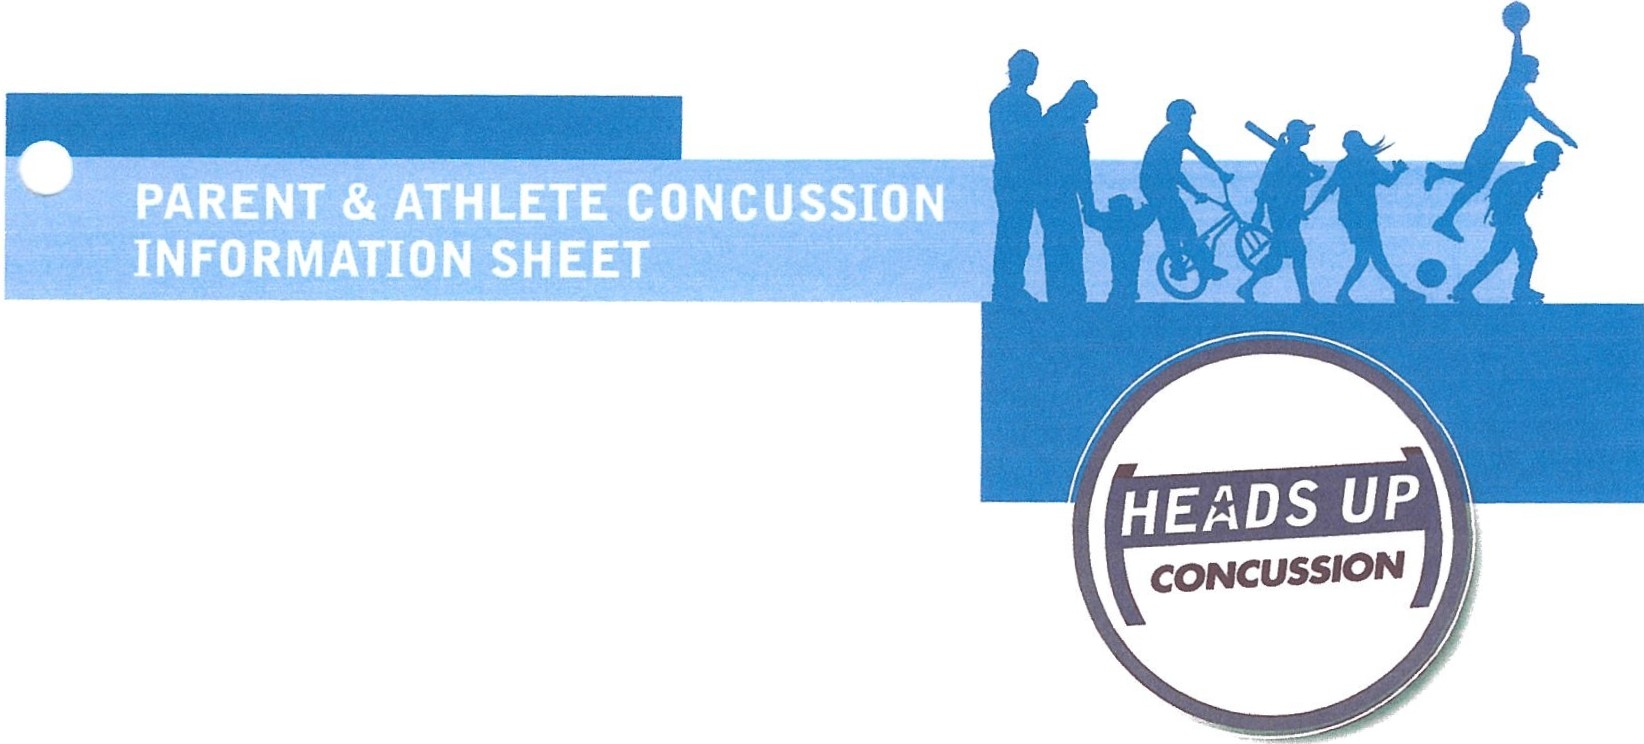 PARENT & ATHLETE CONCUSSION
INFORMATION SHEET
HEADS UP
CONCUSSION